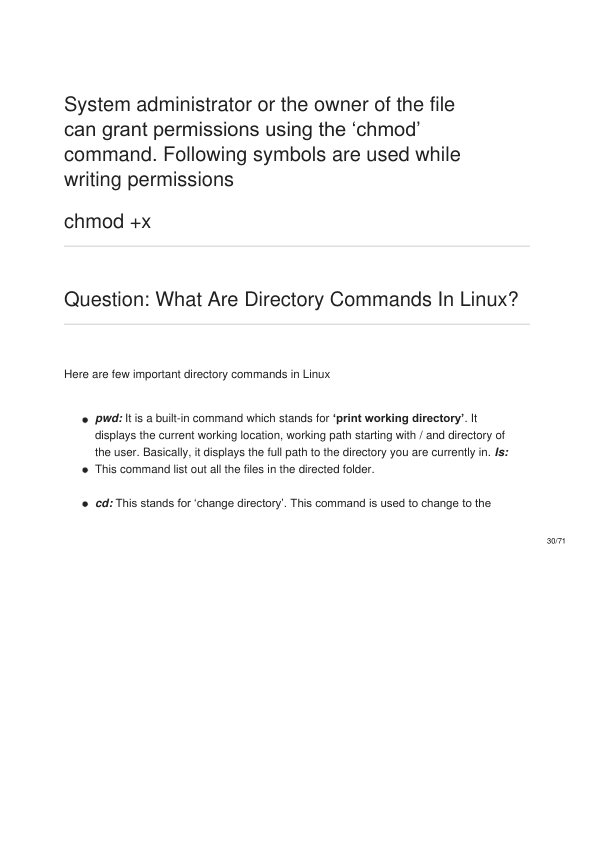 System administrator or the owner of the file
can grant permissions using the ‘chmod’
command. Following symbols are used while
writing permissions
chmod +x
Question: What Are Directory Commands In Linux?
Here are few important directory commands in Linux
● pwd: It is a built-in command which stands for ‘print working directory’. It
displays the current working location, working path starting with / and directory of
the user. Basically, it displays the full path to the directory you are currently in. ls:
● This command list out all the files in the directed folder.
● cd: This stands for ‘change directory’. This command is used to change to the
30/71